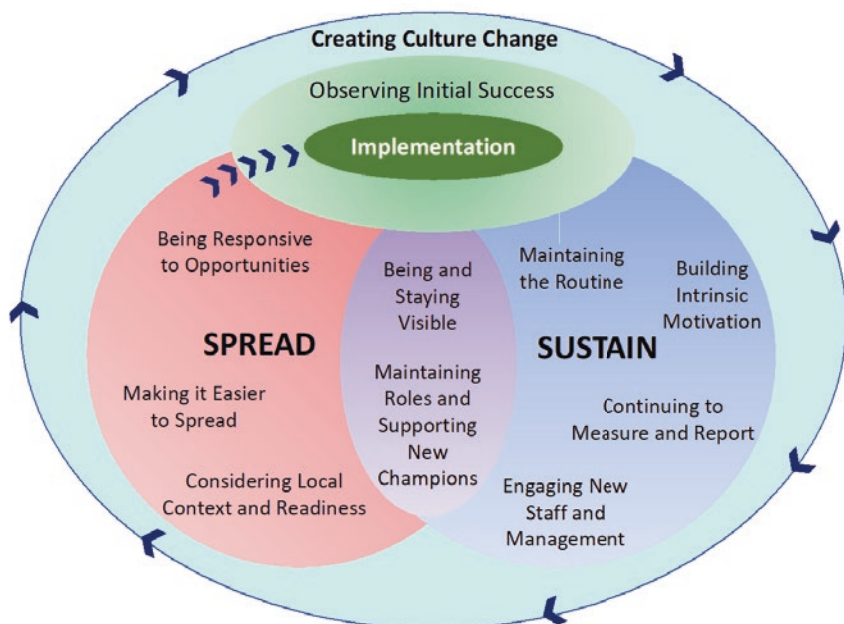 Creating Culture Change
Observing Initial Success
Implementation
Being Responsive
to Opportunities
SPREAD
Making it Easier
to Spread
Considering Local
Context and Readiness
Being and
Staying
Visible
Maintaining
Roles and
Supporting
New
Champions
Maintaining
the Routine
Building
Intrinsic
Motivation
SUSTAIN
Continuing to
Measure and Report
Engaging New
Staff and
Management